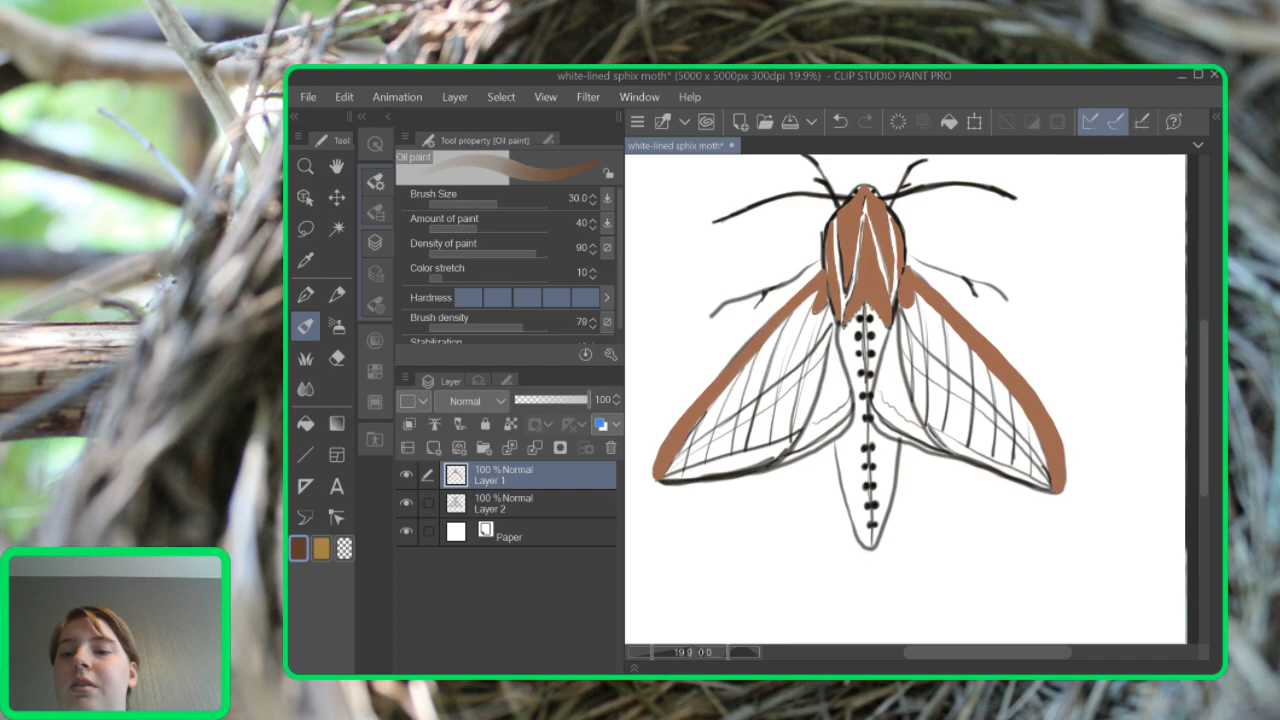 white-lined sphix moth* (5000 x 5000px 300dpi 19.9%) - CLIP STUDIO PAINT PRO
File Edit Animation Layer Select View Filter Window Help
Tool
Tool property [Oil paint]
white-lined sphix moth*
Oil paint
Brush Size 30.0
Amount of paint 40
Density of paint 90
Color stretch 10
Hardness
Brush density 79
Layer
Normal 100
100 % Normal
Layer 1
100 % Normal
Layer 2
Paper